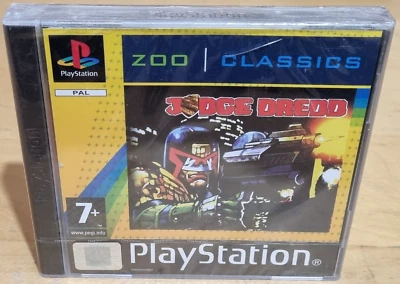 PlayStation
PAL
ZOO | CLASSICS
JUDGE DREDD
7+
www.pegi.info
PlayStation®